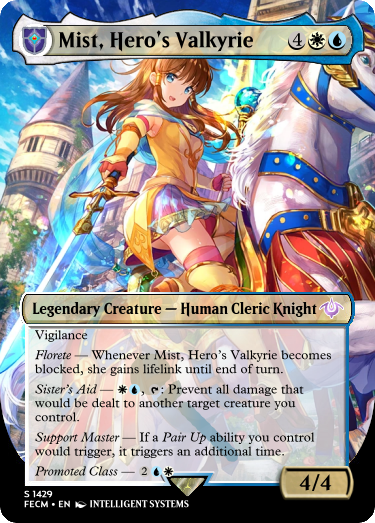 Mist, Hero's Valkyrie 4
Legendary Creature — Human Cleric Knight
Vigilance
Florete — Whenever Mist, Hero's Valkyrie becomes
blocked, she gains lifelink until end of turn.
Sister's Aid — , : Prevent all damage that
would be dealt to another target creature you
control.
Support Master — If a Pair Up ability you control
would trigger, it triggers an additional time.
Promoted Class — 2
4/4
S 1429
FECM • EN INTELLIGENT SYSTEMS